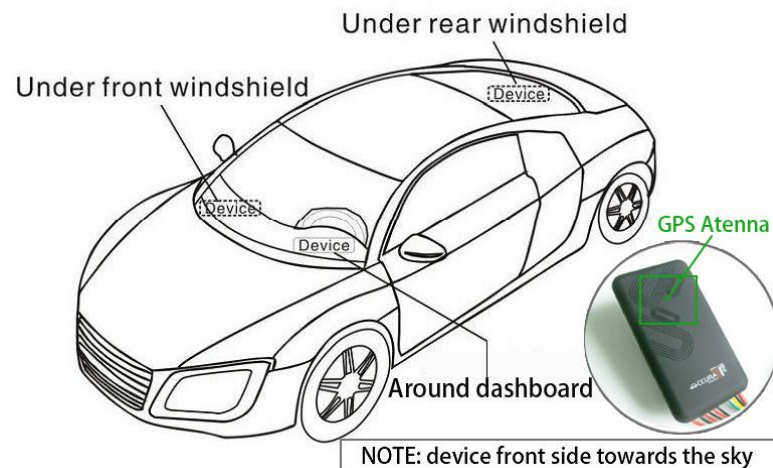 Under rear windshield
Under front windshield
Device
Device
Device
GPS Atenna
Around dashboard
NOTE: device front side towards the sky